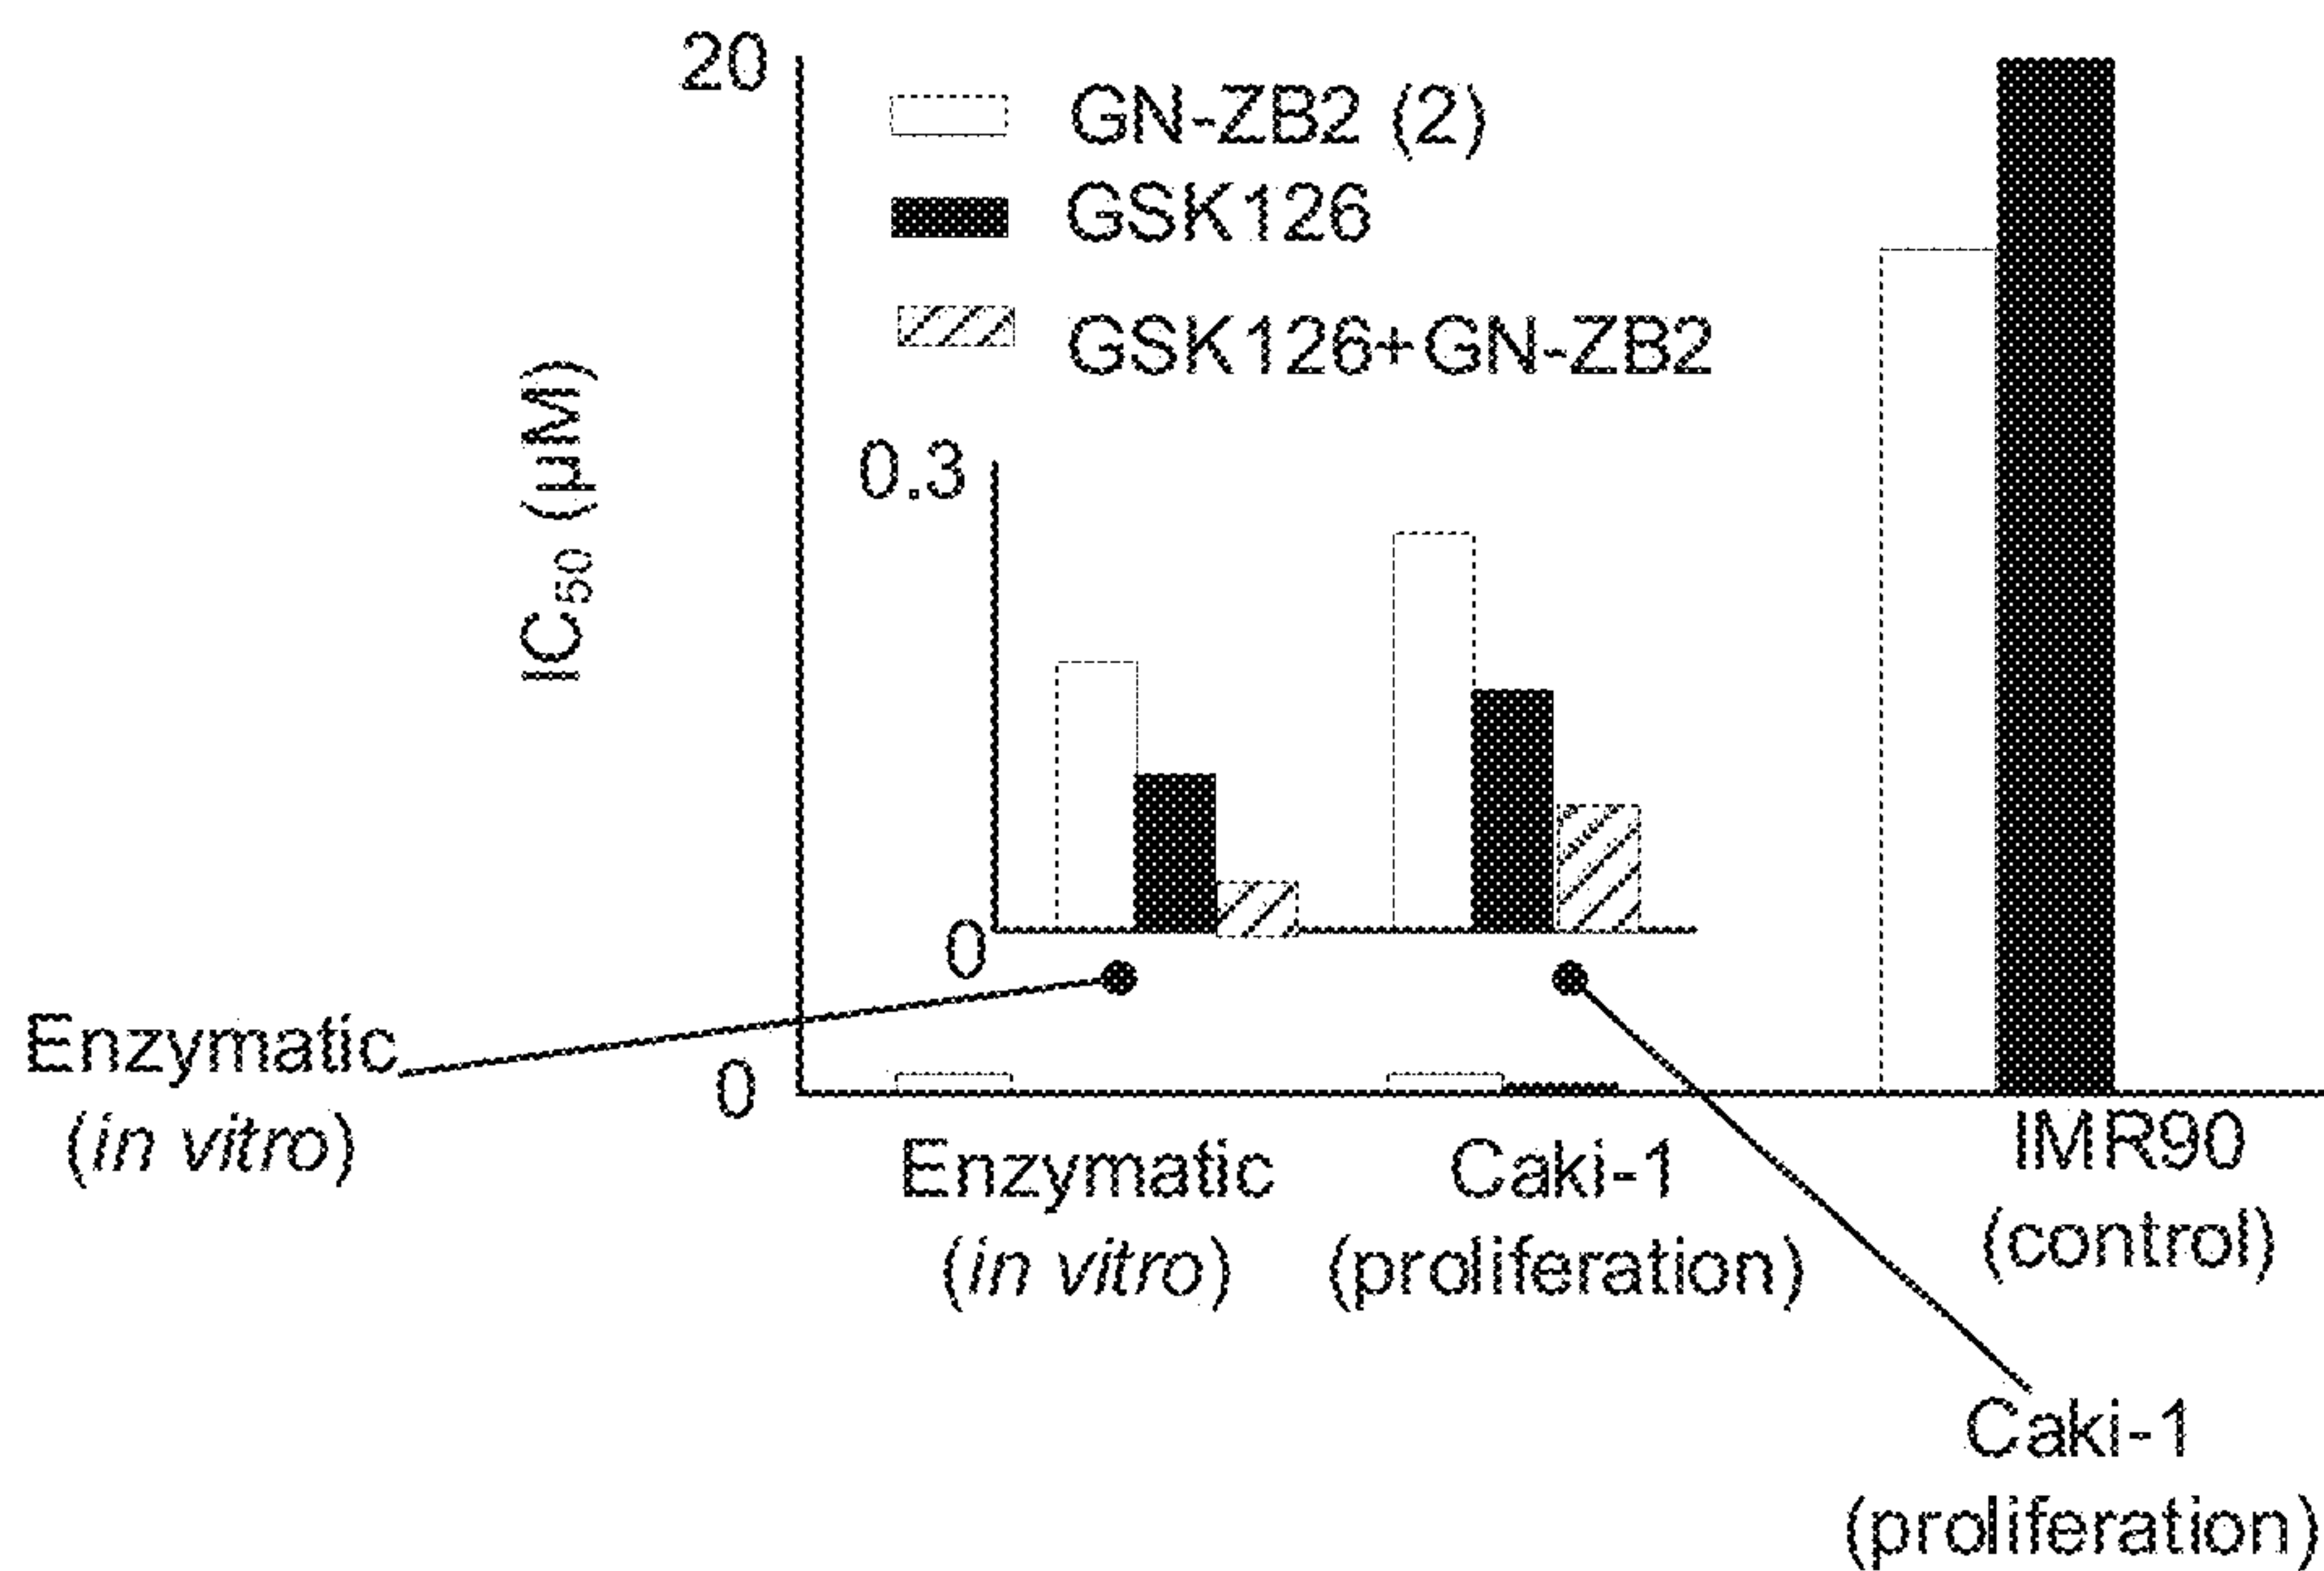 20
GN-ZB2 (2)
GSK126
GSK126+GN-ZB2
IC50 (µM)
0.3
0
Enzymatic
(in vitro)
0
Enzymatic
(in vitro)
Caki-1
(proliferation)
IMR90
(control)
Caki-1
(proliferation)